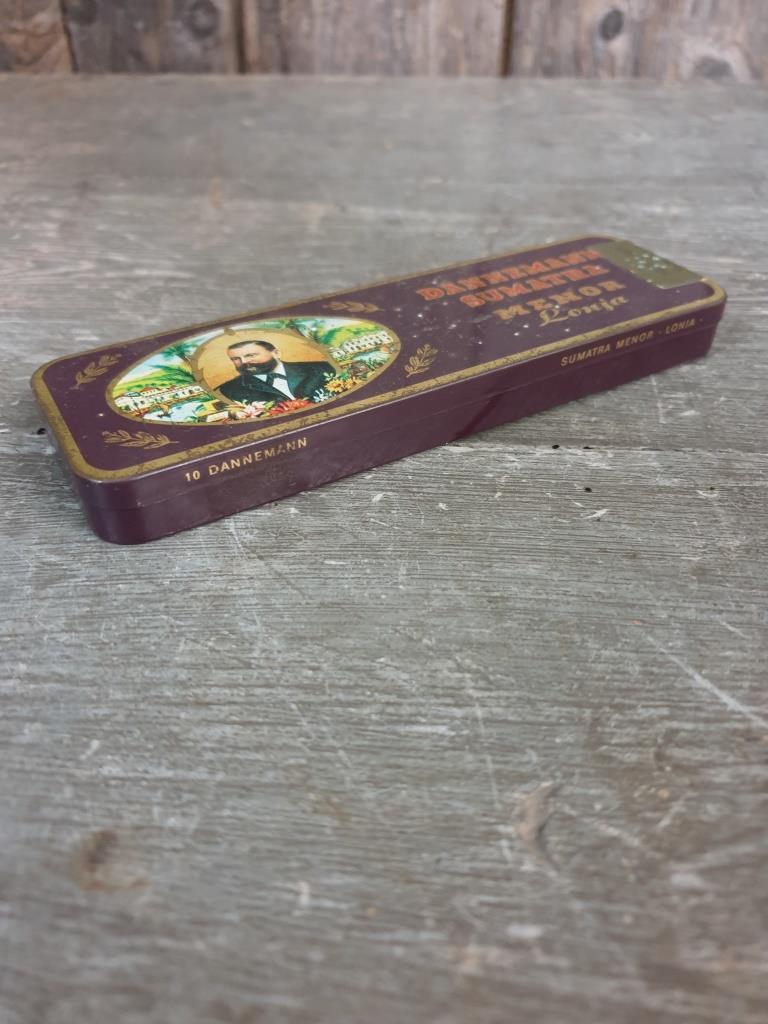 DANNEMANN
SUMATRA
MENOR
Lonja
10 DANNEMANN
SUMATRA MENOR · LONJA ·